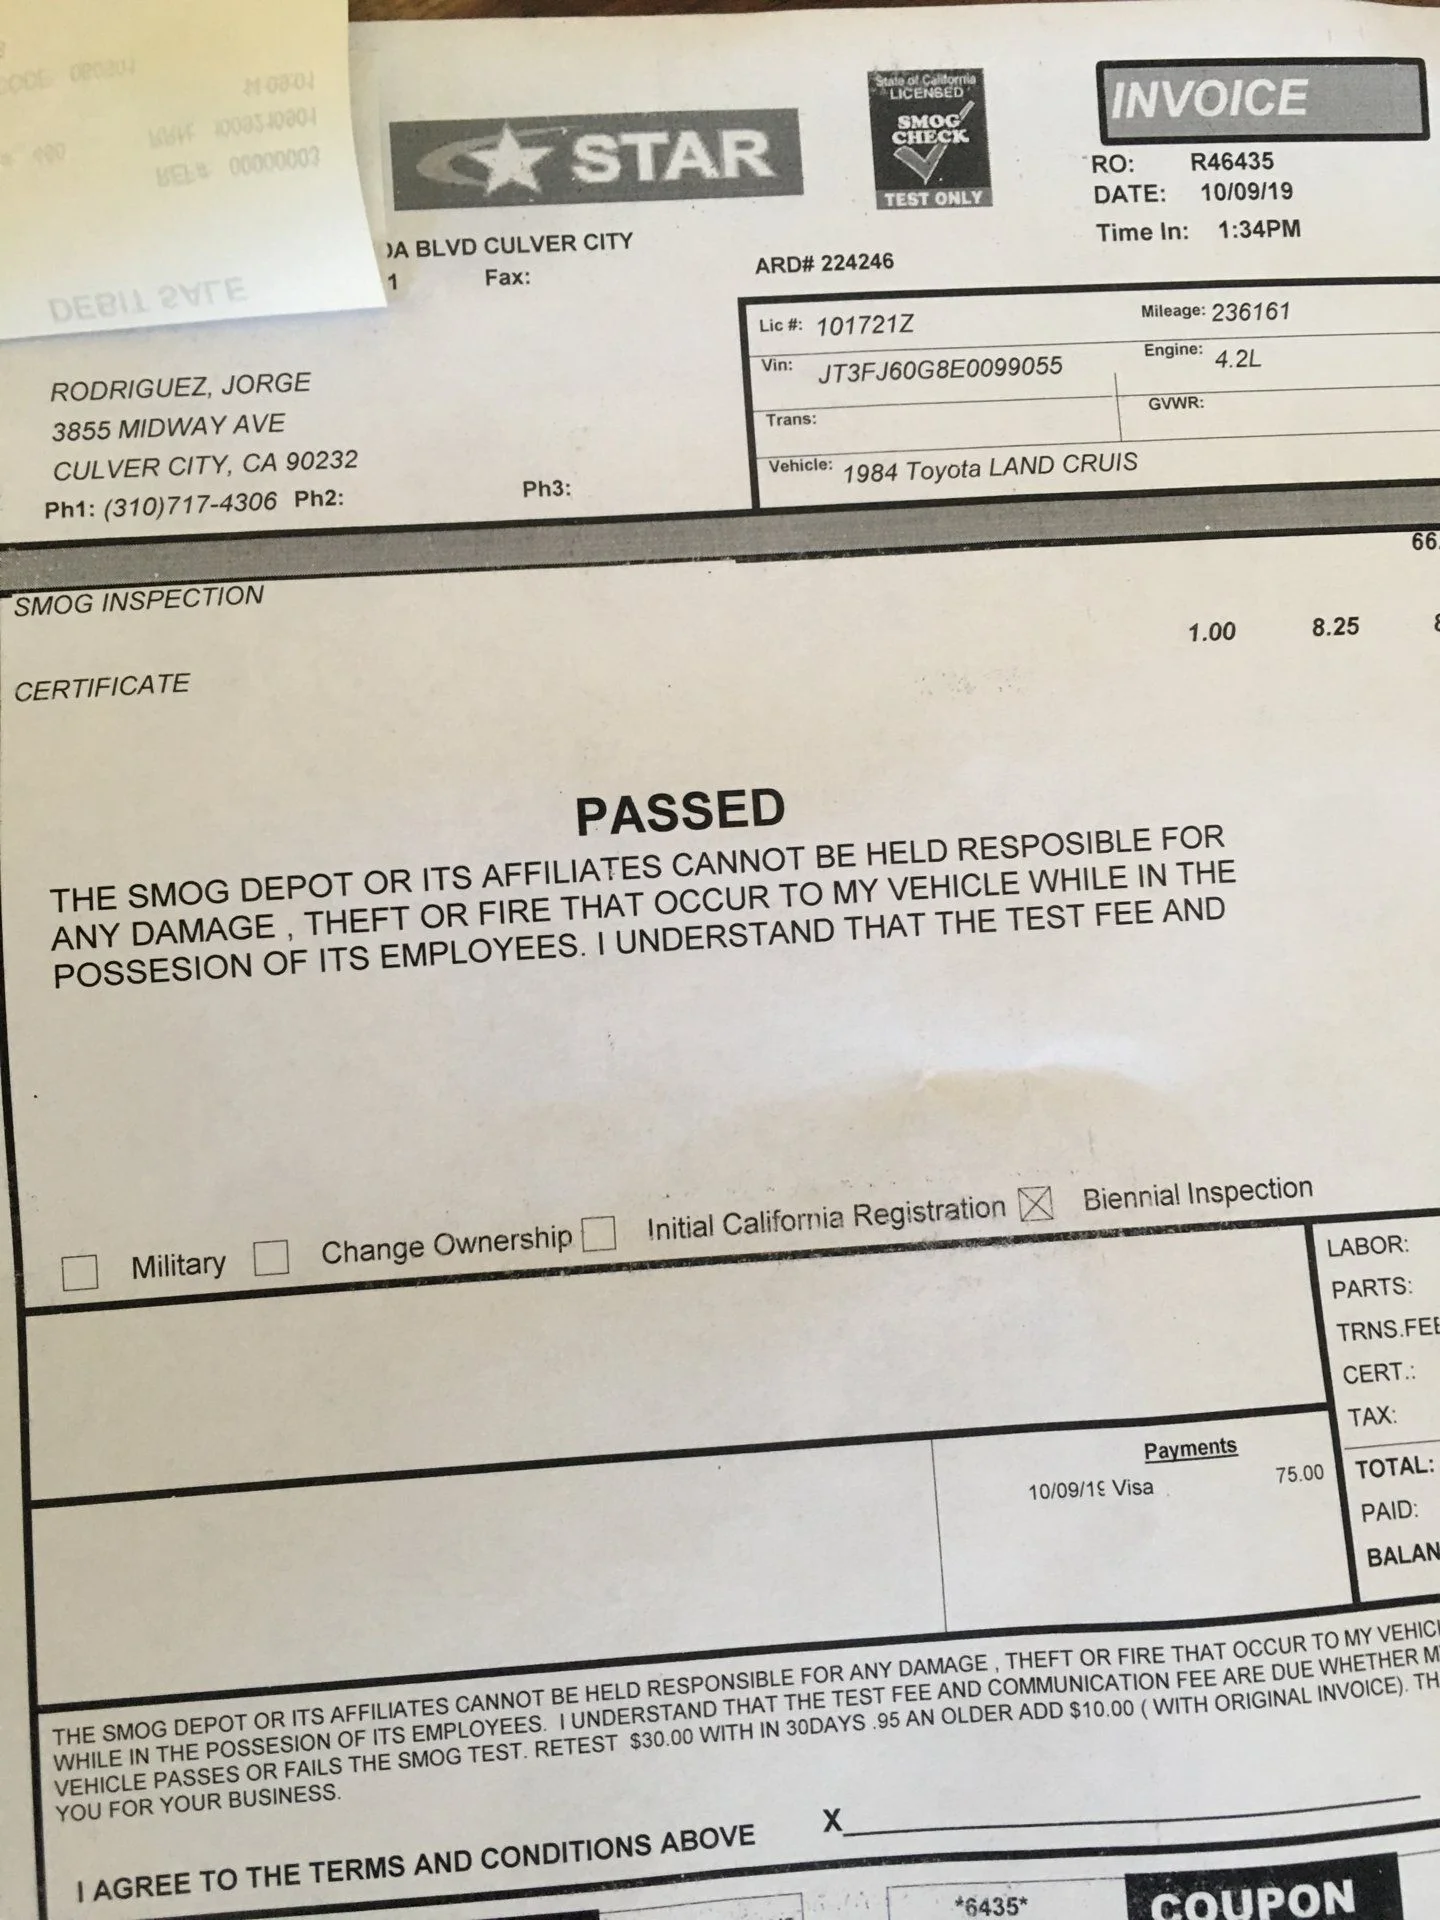 STAR
State of California
LICENSED
SMOG
CHECK
TEST ONLY
INVOICE
RO: R46435
DATE: 10/09/19
Time In: 1:34PM
BLVD CULVER CITY
1 Fax:
ARD# 224246
DEBIT SALE
REF# 00000003
Lic #: 101721Z Mileage: 236161
Vin: JT3FJ60G8E0099055 Engine: 4.2L
Trans: GVWR:
Vehicle: 1984 Toyota LAND CRUIS
RODRIGUEZ, JORGE
3855 MIDWAY AVE
CULVER CITY, CA 90232
Ph1: (310)717-4306 Ph2: Ph3:
66.
SMOG INSPECTION
1.00 8.25
CERTIFICATE
PASSED
THE SMOG DEPOT OR ITS AFFILIATES CANNOT BE HELD RESPOSIBLE FOR
ANY DAMAGE , THEFT OR FIRE THAT OCCUR TO MY VEHICLE WHILE IN THE
POSSESION OF ITS EMPLOYEES. I UNDERSTAND THAT THE TEST FEE AND
Military Change Ownership Initial California Registration Biennial Inspection
LABOR:
PARTS:
TRNS.FEE
CERT.:
TAX:
TOTAL:
PAID:
BALAN
Payments
10/09/19 Visa 75.00
THE SMOG DEPOT OR ITS AFFILIATES CANNOT BE HELD RESPONSIBLE FOR ANY DAMAGE , THEFT OR FIRE THAT OCCUR TO MY VEHICL
WHILE IN THE POSSESION OF ITS EMPLOYEES. I UNDERSTAND THAT THE TEST FEE AND COMMUNICATION FEE ARE DUE WHETHER M
VEHICLE PASSES OR FAILS THE SMOG TEST. RETEST $30.00 WITH IN 30DAYS .95 AN OLDER ADD $10.00 ( WITH ORIGINAL INVOICE). TH
YOU FOR YOUR BUSINESS.
I AGREE TO THE TERMS AND CONDITIONS ABOVE X
*6435*
COUPON